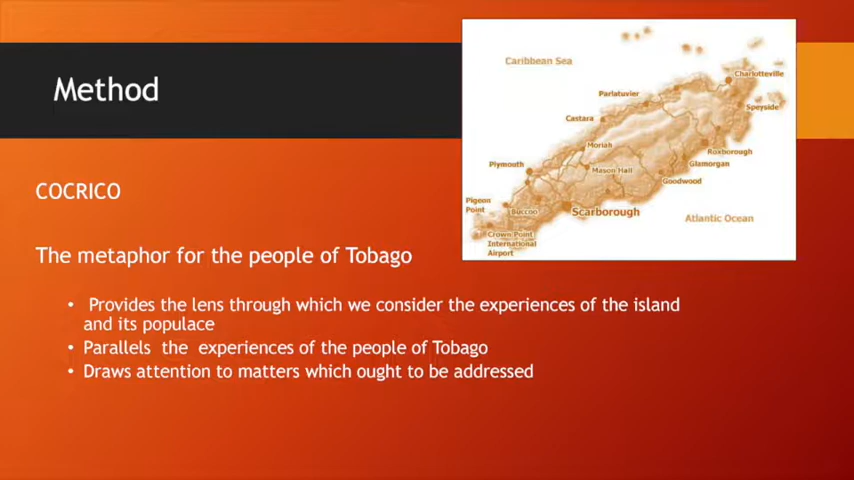 Method
COCRICO
The metaphor for the people of Tobago
• Provides the lens through which we consider the experiences of the island
and its populace
• Parallels the experiences of the people of Tobago
• Draws attention to matters which ought to be addressed
Caribbean Sea
Charlotteville
Parlatuvier
Speyside
Castara
Moriah
Roxborough
Plymouth
Glamorgan
Mason Hall
Goodwood
Pigeon
Point
Buccoo
Scarborough
Atlantic Ocean
Crown Point
International
Airport